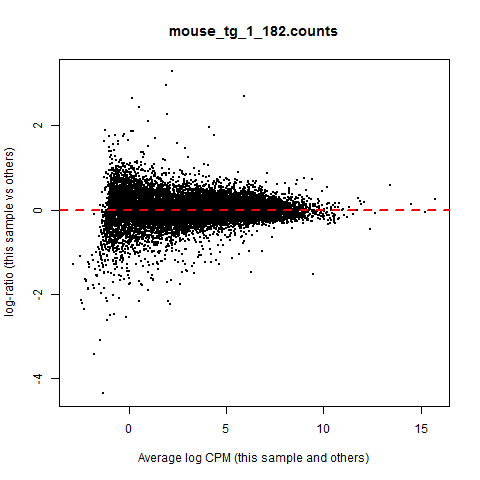 mouse_tg_1_182.counts
log-ratio (this sample vs others)
2
0
-2
-4
0
5
10
15
Average log CPM (this sample and others)